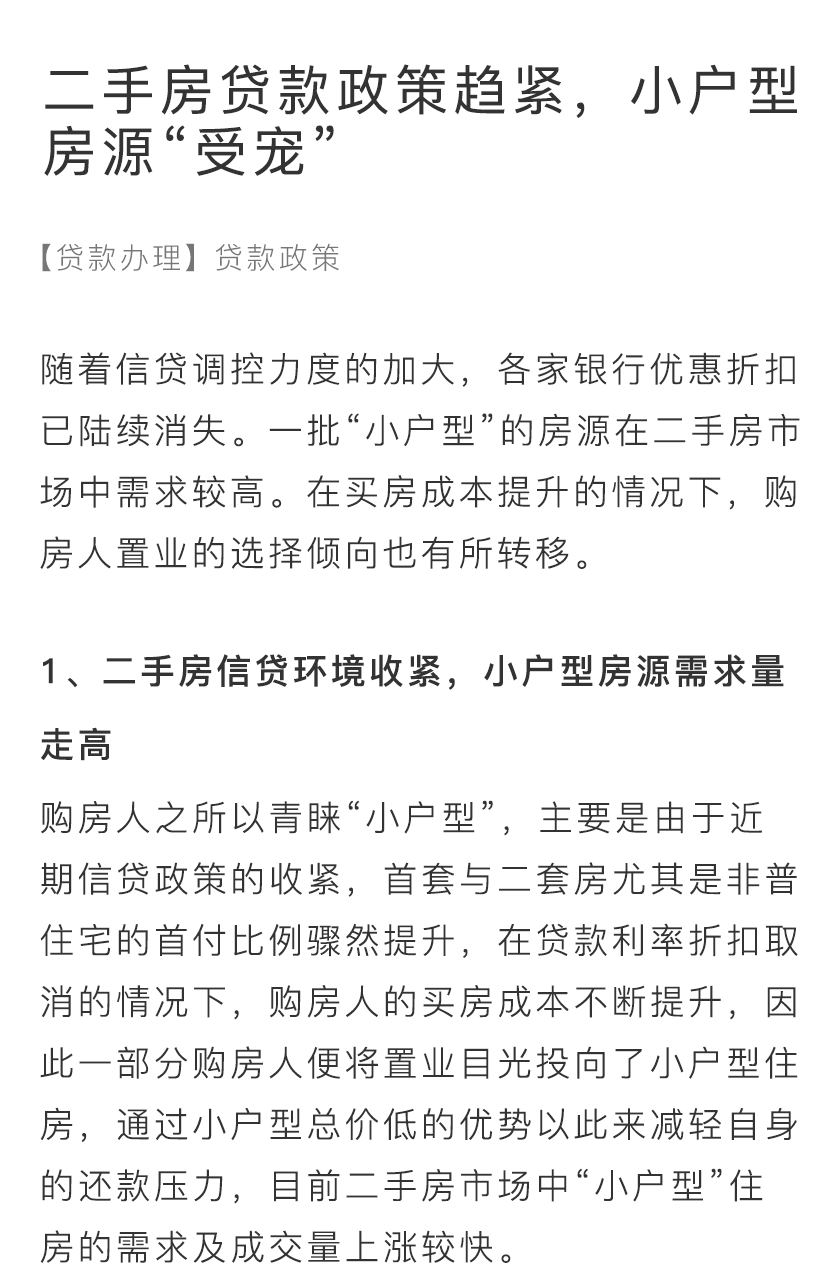 二手房贷款政策趋紧，小户型
房源“受宠”
【贷款办理】贷款政策
随着信贷调控力度的加大，各家银行优惠折扣
已陆续消失。一批“小户型”的房源在二手房市
场中需求较高。在买房成本提升的情况下，购
房人置业的选择倾向也有所转移。
1、二手房信贷环境收紧，小户型房源需求量
走高
购房人之所以青睐“小户型”，主要是由于近
期信贷政策的收紧，首套与二套房尤其是非普
住宅的首付比例骤然提升，在贷款利率折扣取
消的情况下，购房人的买房成本不断提升，因
此一部分购房人便将置业目光投向了小户型住
房，通过小户型总价低的优势以此来减轻自身
的还款压力，目前二手房市场中“小户型”住
房的需求及成交量上涨较快。